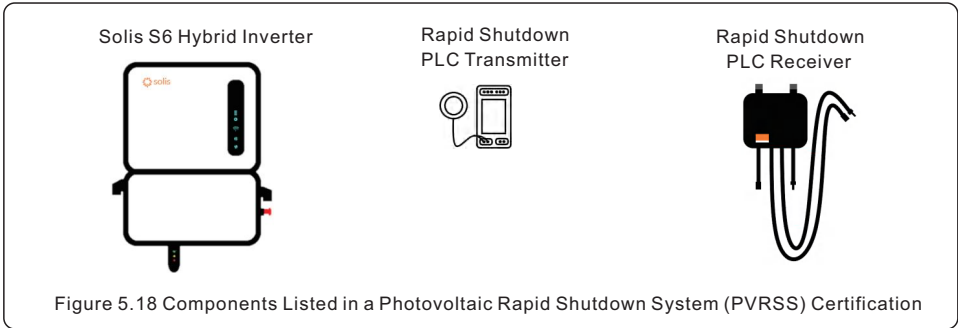 Solis S6 Hybrid Inverter
Rapid Shutdown
PLC Transmitter
Rapid Shutdown
PLC Receiver
solis
Figure 5.18 Components Listed in a Photovoltaic Rapid Shutdown System (PVRSS) Certification